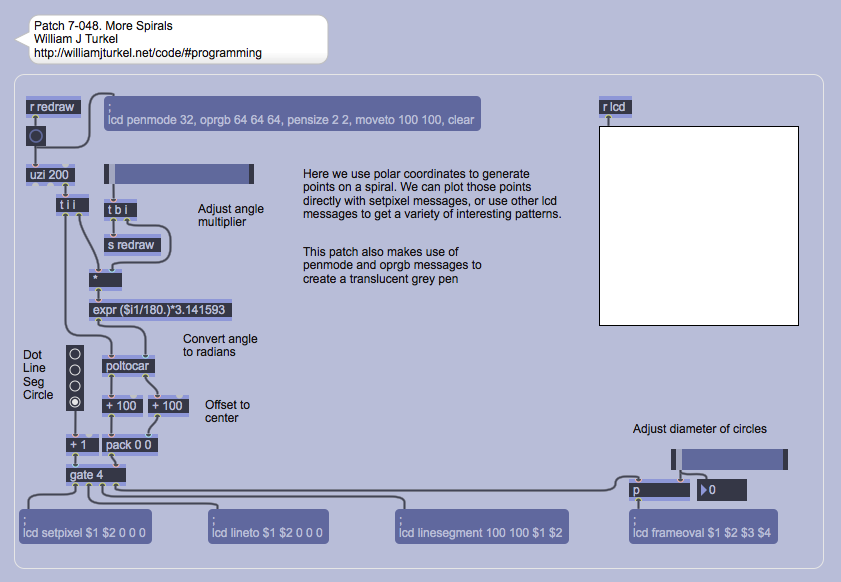 Patch 7-048. More Spirals
William J Turkel
http://williamjturkel.net/code/#programming
r redraw
;
lcd penmode 32, oprgb 64 64 64, pensize 2 2, moveto 100 100, clear
r lcd
uzi 200
t i i
t b i
Adjust angle
multiplier
s redraw
Here we use polar coordinates to generate
points on a spiral. We can plot those points
directly with setpixel messages, or use other lcd
messages to get a variety of interesting patterns.
This patch also makes use of
penmode and oprgb messages to
create a translucent grey pen
*
expr ($i1/180.)*3.141593
Convert angle
to radians
Dot
Line
Seg
Circle
poltocar
+ 100
+ 100
Offset to
center
+ 1
pack 0 0
gate 4
Adjust diameter of circles
p
0
;
lcd setpixel $1 $2 0 0 0
;
lcd lineto $1 $2 0 0 0
;
lcd linesegment 100 100 $1 $2
;
lcd frameoval $1 $2 $3 $4